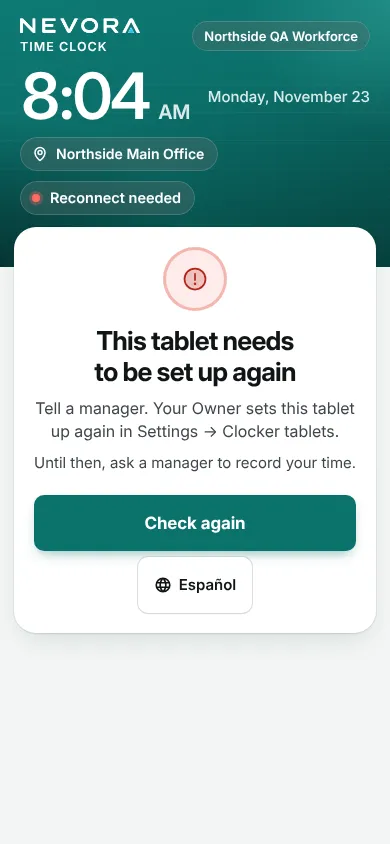 NEVORA
TIME CLOCK
Northside QA Workforce
8:04 AM
Monday, November 23
Northside Main Office
Reconnect needed
This tablet needs
to be set up again
Tell a manager. Your Owner sets this tablet
up again in Settings → Clocker tablets.
Until then, ask a manager to record your time.
Check again
Español